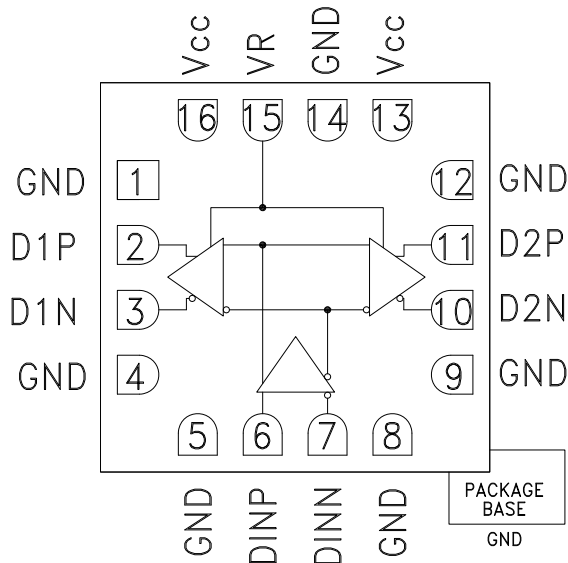 Vcc
VR
GND
Vcc
16 15 14 13
GND 1 12 GND
D1P 2 11 D2P
D1N 3 10 D2N
GND 4 9 GND
5 6 7 8
GND
DINP
DINN
GND
PACKAGE
BASE
GND